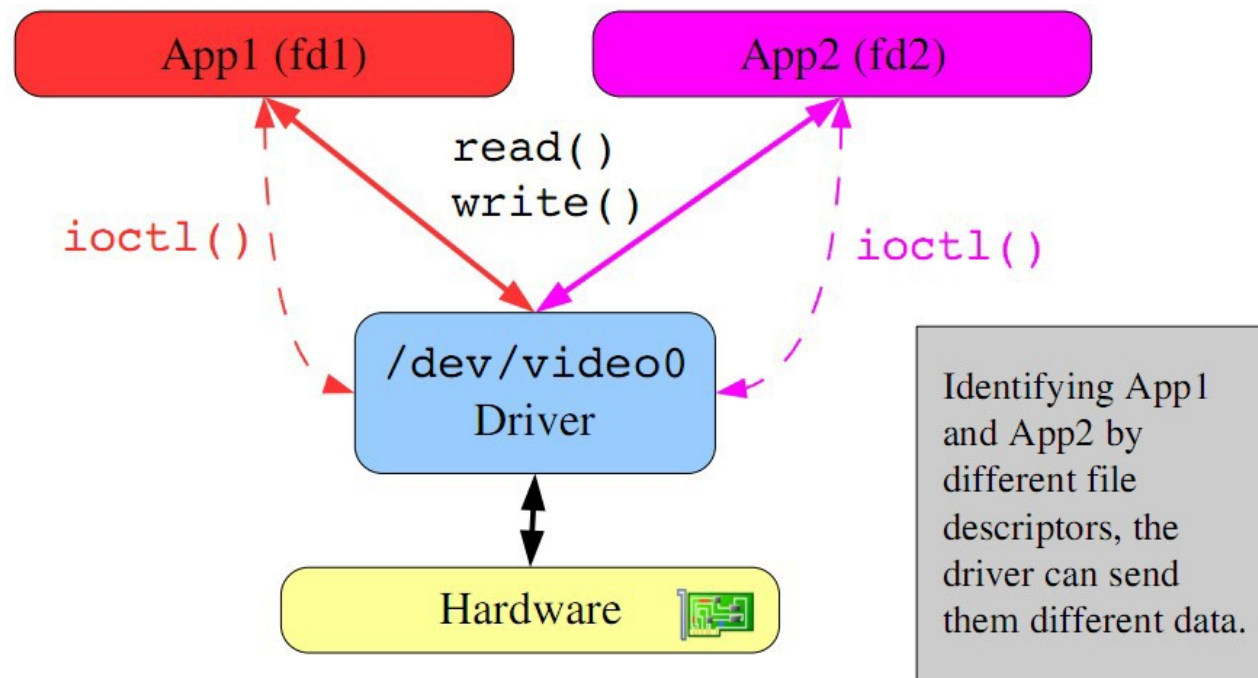 App1 (fd1)
App2 (fd2)
read()
write()
ioctl()
ioctl()
/dev/video0
Driver
Hardware
Identifying App1
and App2 by
different file
descriptors, the
driver can send
them different data.